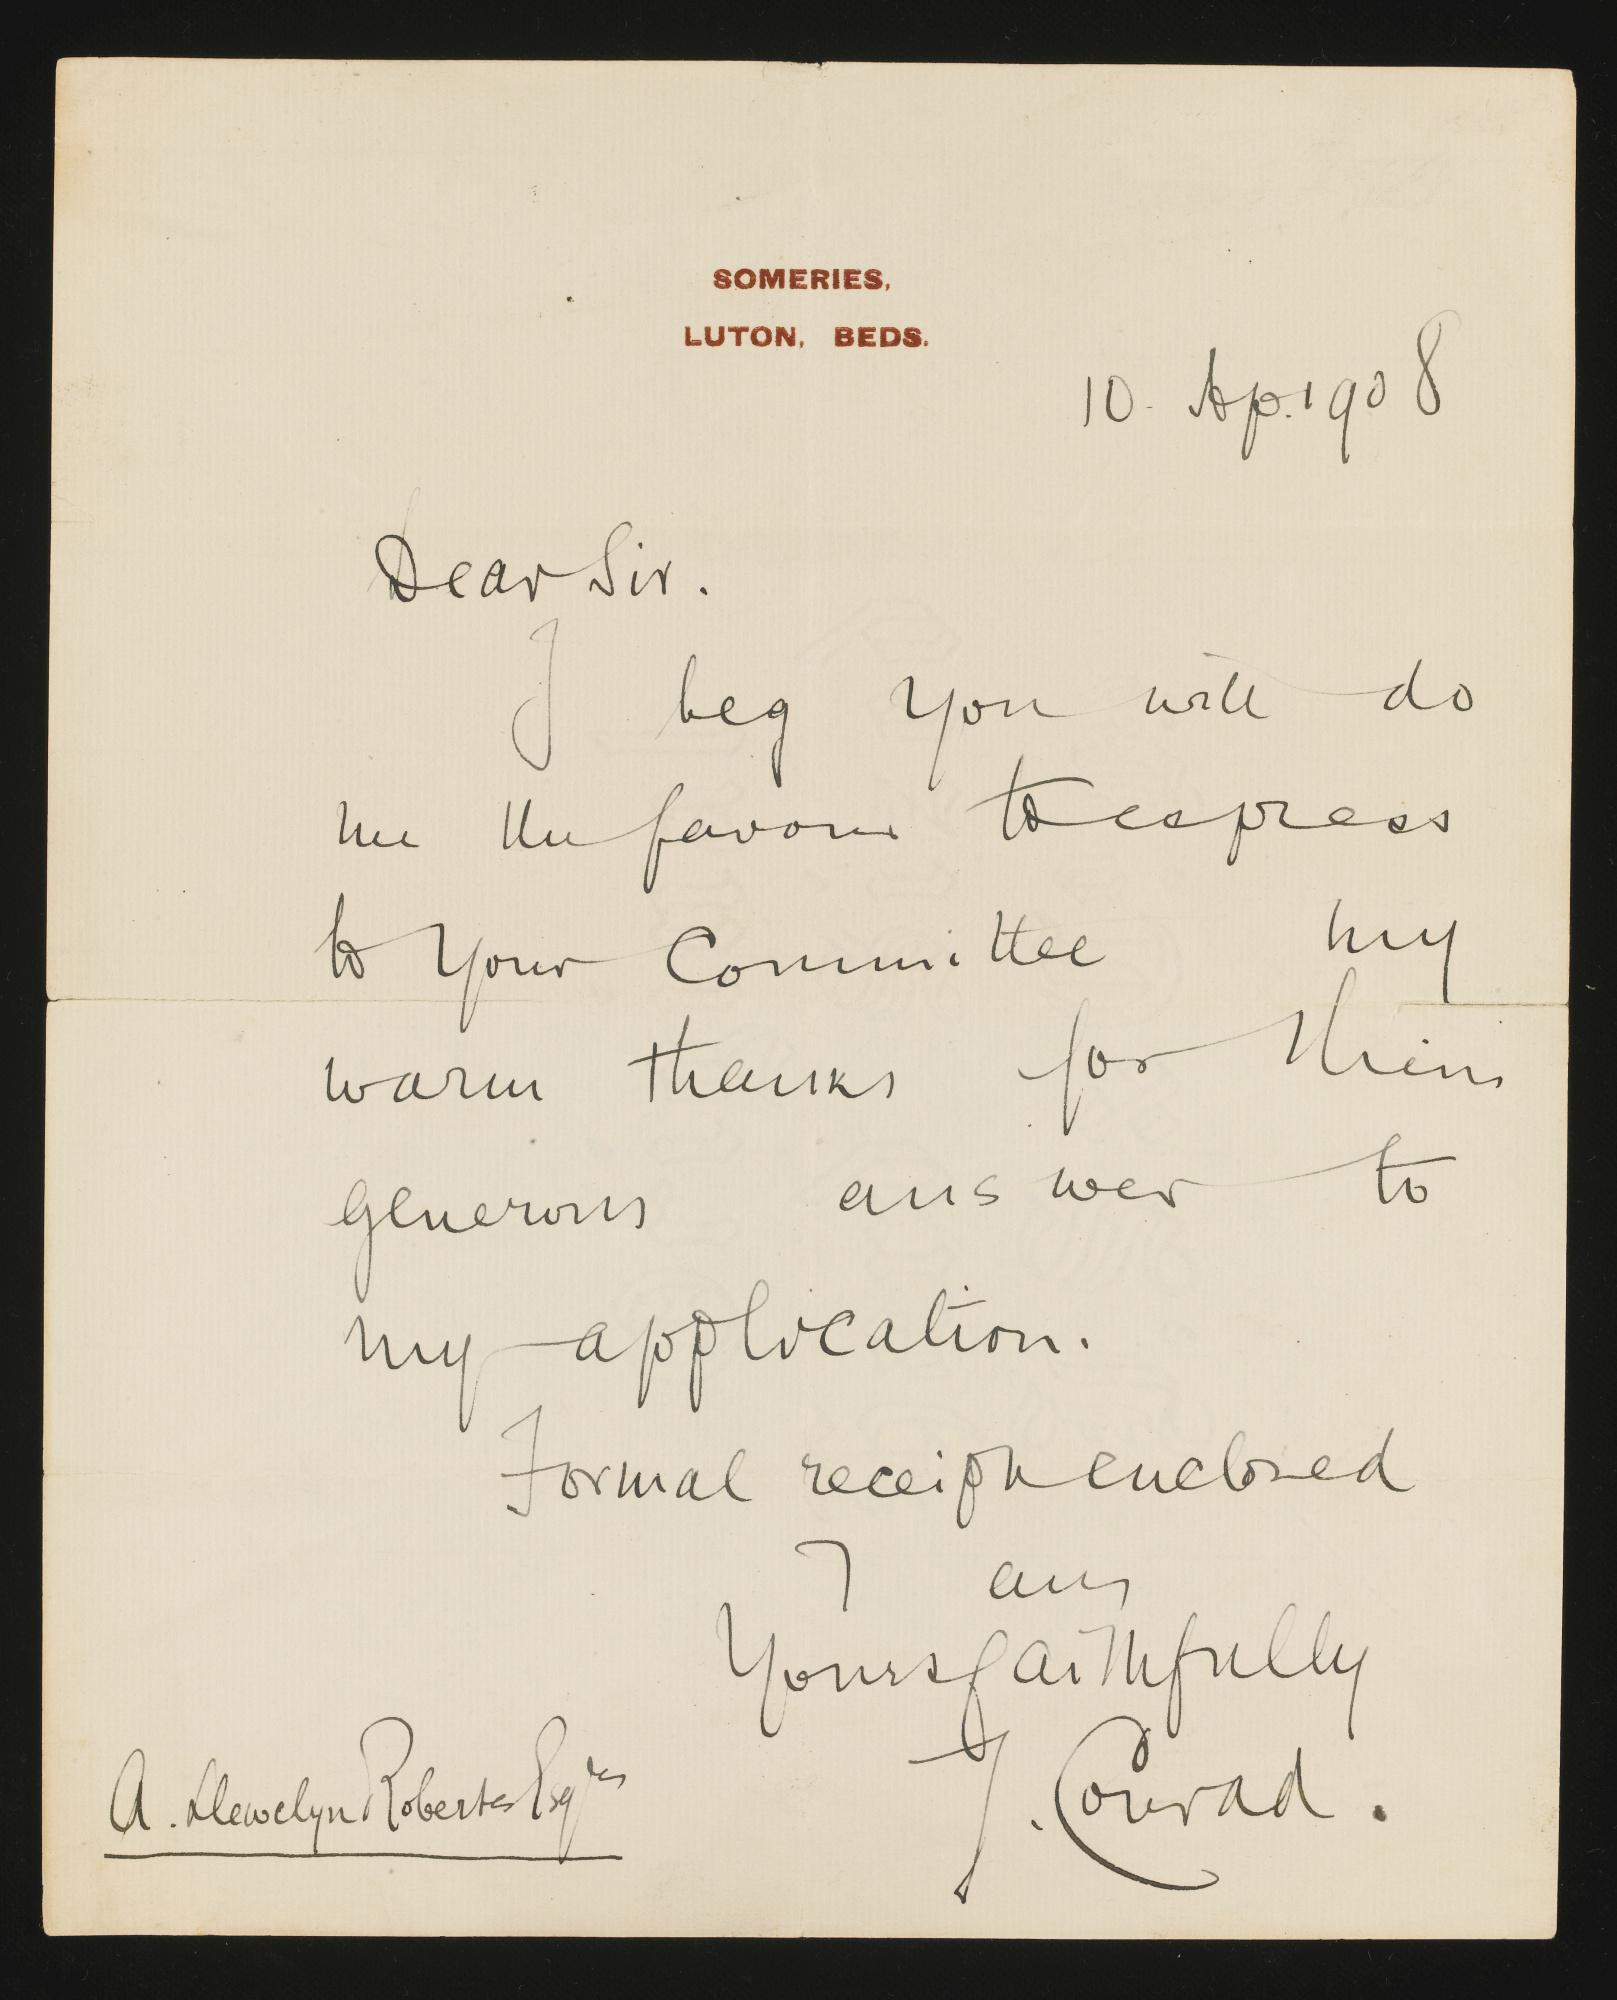 SOMERIES,
LUTON, BEDS.
10. Ap. 1908
Dear Sir.
I beg You will do
me the favour to express
to Your Committee my
warm thanks for their
generous answer to
my application.
Formal receipt enclosed
I am
Yours faithfully
J. Conrad.
A. Llewelyn Roberts Esqre